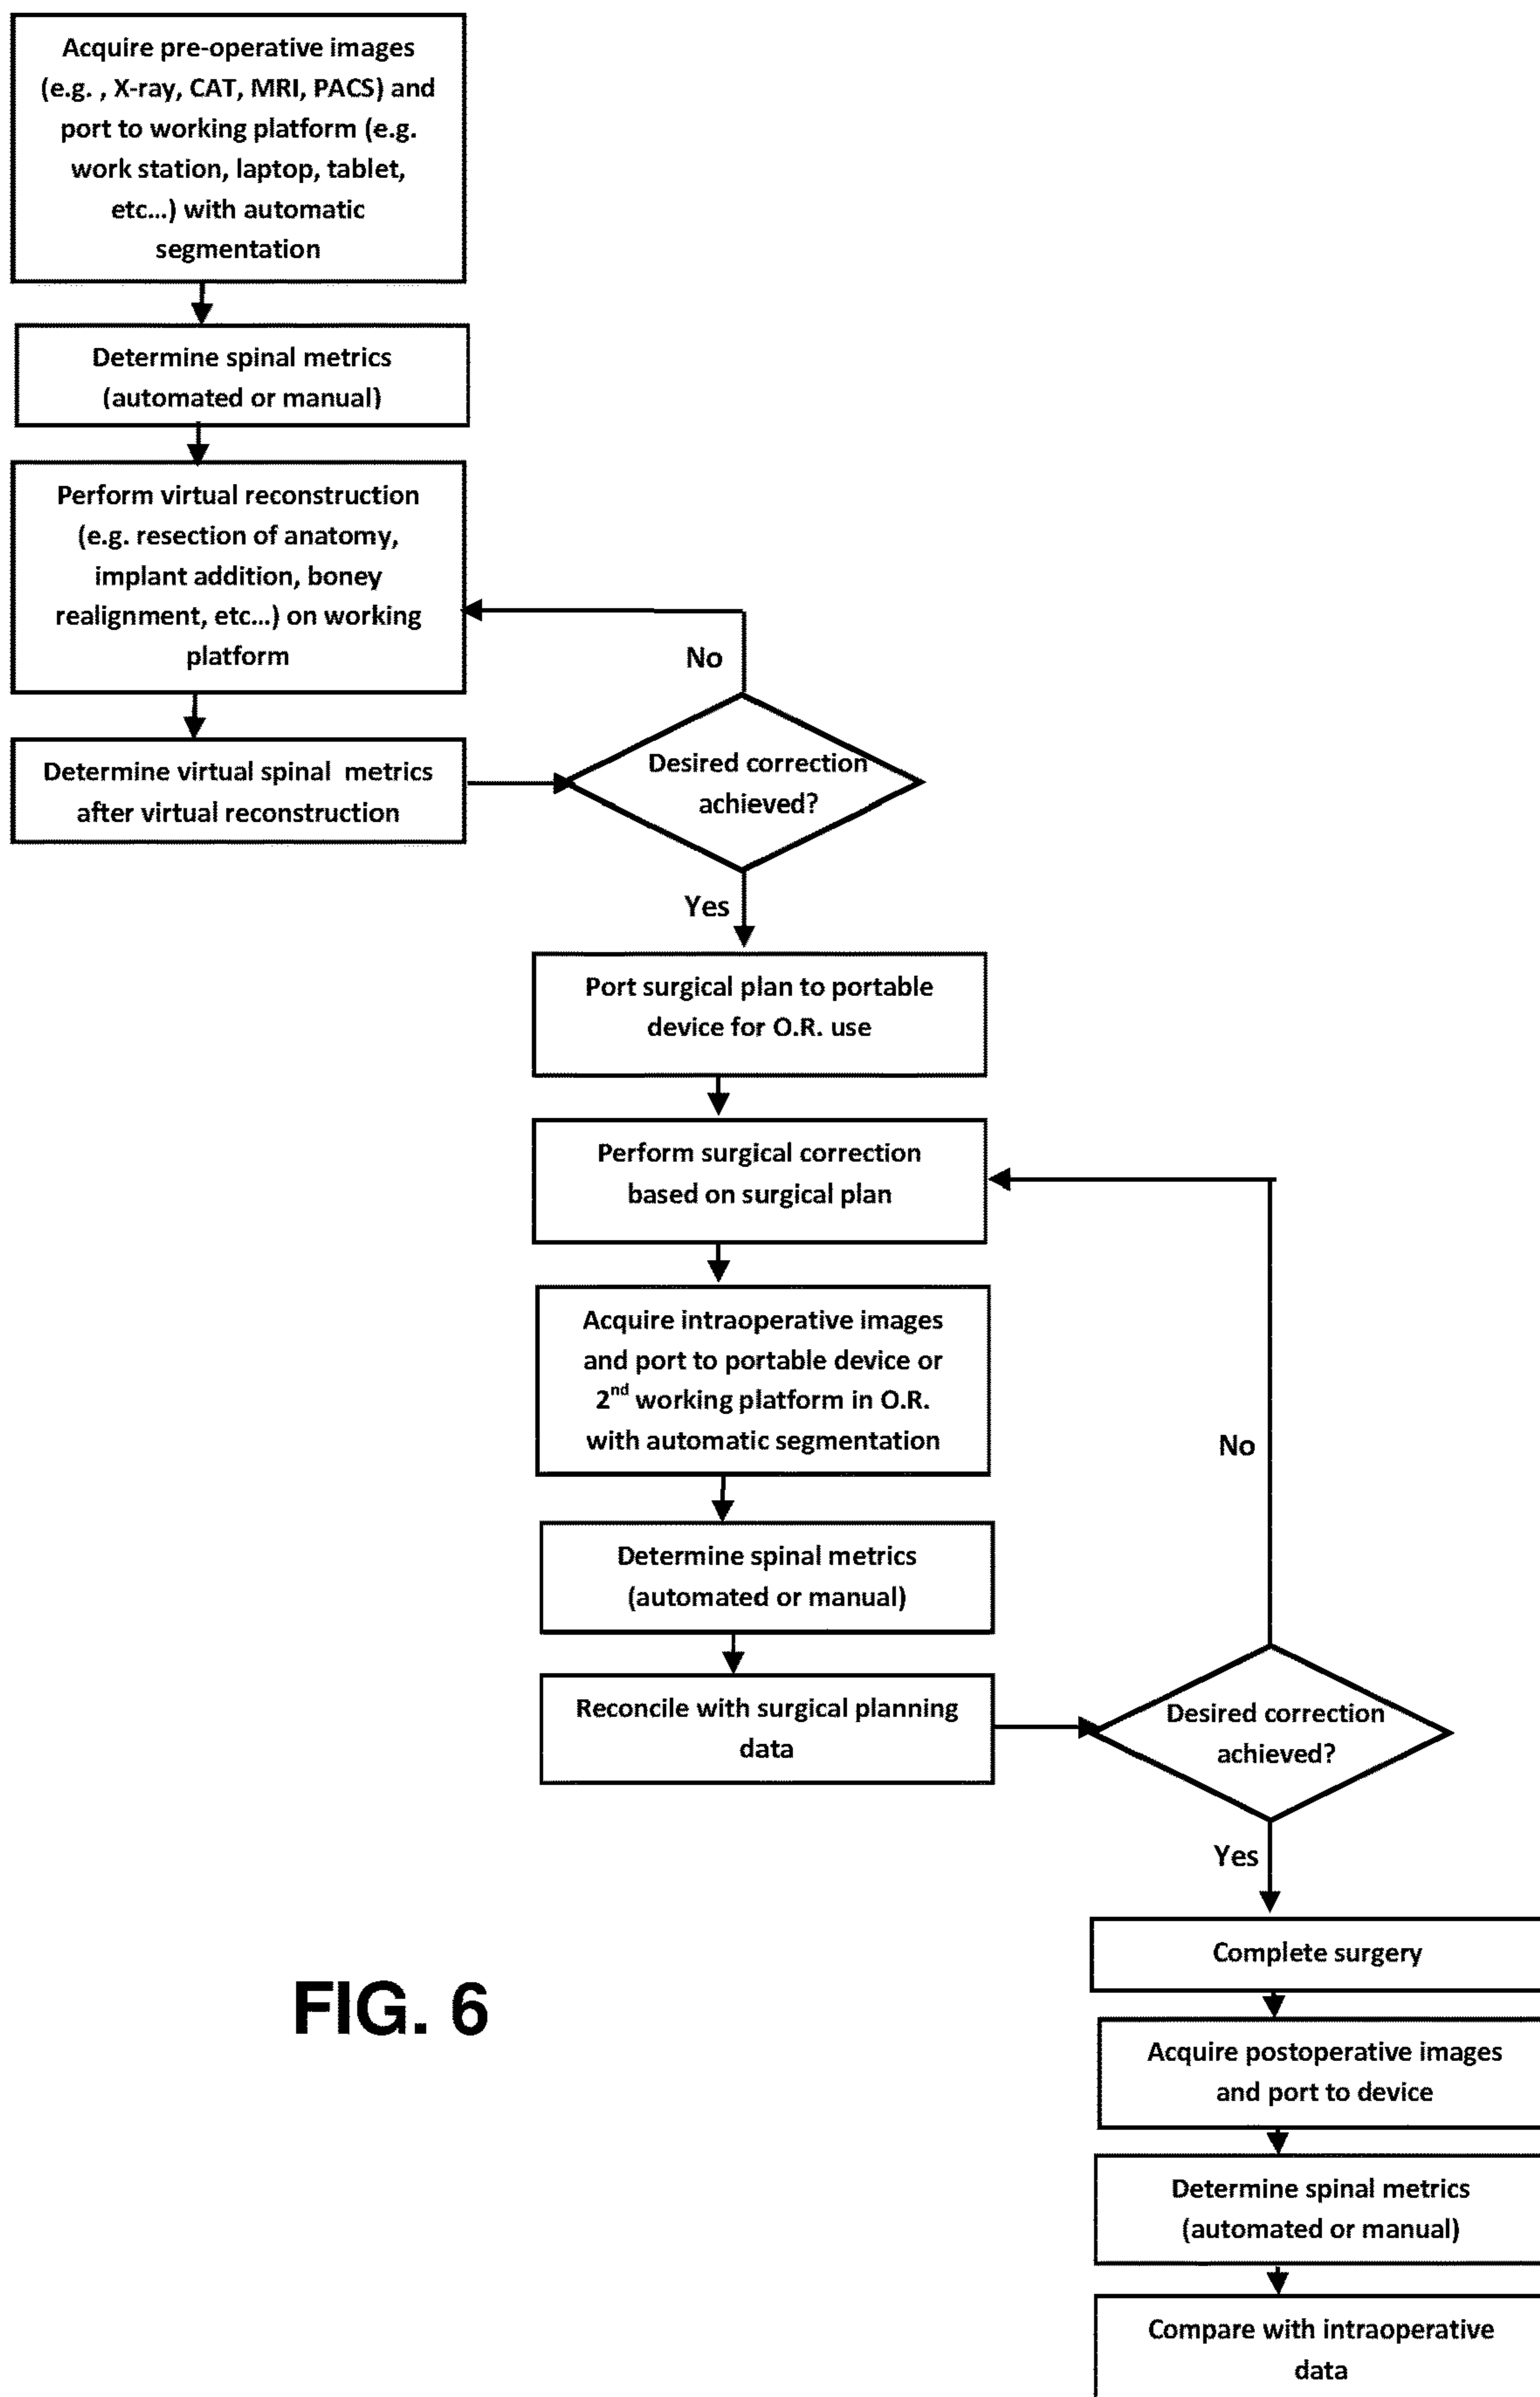 Acquire pre-operative images
(e.g. , X-ray, CAT, MRI, PACS) and
port to working platform (e.g.
work station, laptop, tablet,
etc...) with automatic
segmentation
Determine spinal metrics
(automated or manual)
Perform virtual reconstruction
(e.g. resection of anatomy,
implant addition, boney
realignment, etc...) on working
platform
No
Determine virtual spinal metrics
after virtual reconstruction
Desired correction
achieved?
Yes
Port surgical plan to portable
device for O.R. use
Perform surgical correction
based on surgical plan
Acquire intraoperative images
and port to portable device or
2nd working platform in O.R.
with automatic segmentation
No
Determine spinal metrics
(automated or manual)
Reconcile with surgical planning
data
Desired correction
achieved?
Yes
Complete surgery
FIG. 6
Acquire postoperative images
and port to device
Determine spinal metrics
(automated or manual)
Compare with intraoperative
data